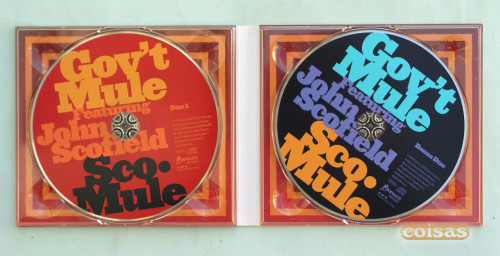 Gov't
Mule
Featuring
John
Scofield
Sco•
Mule
Disc 1
Gov't
Mule
Featuring
John
Scofield
Sco•
Mule
Bonus Disc
coisas